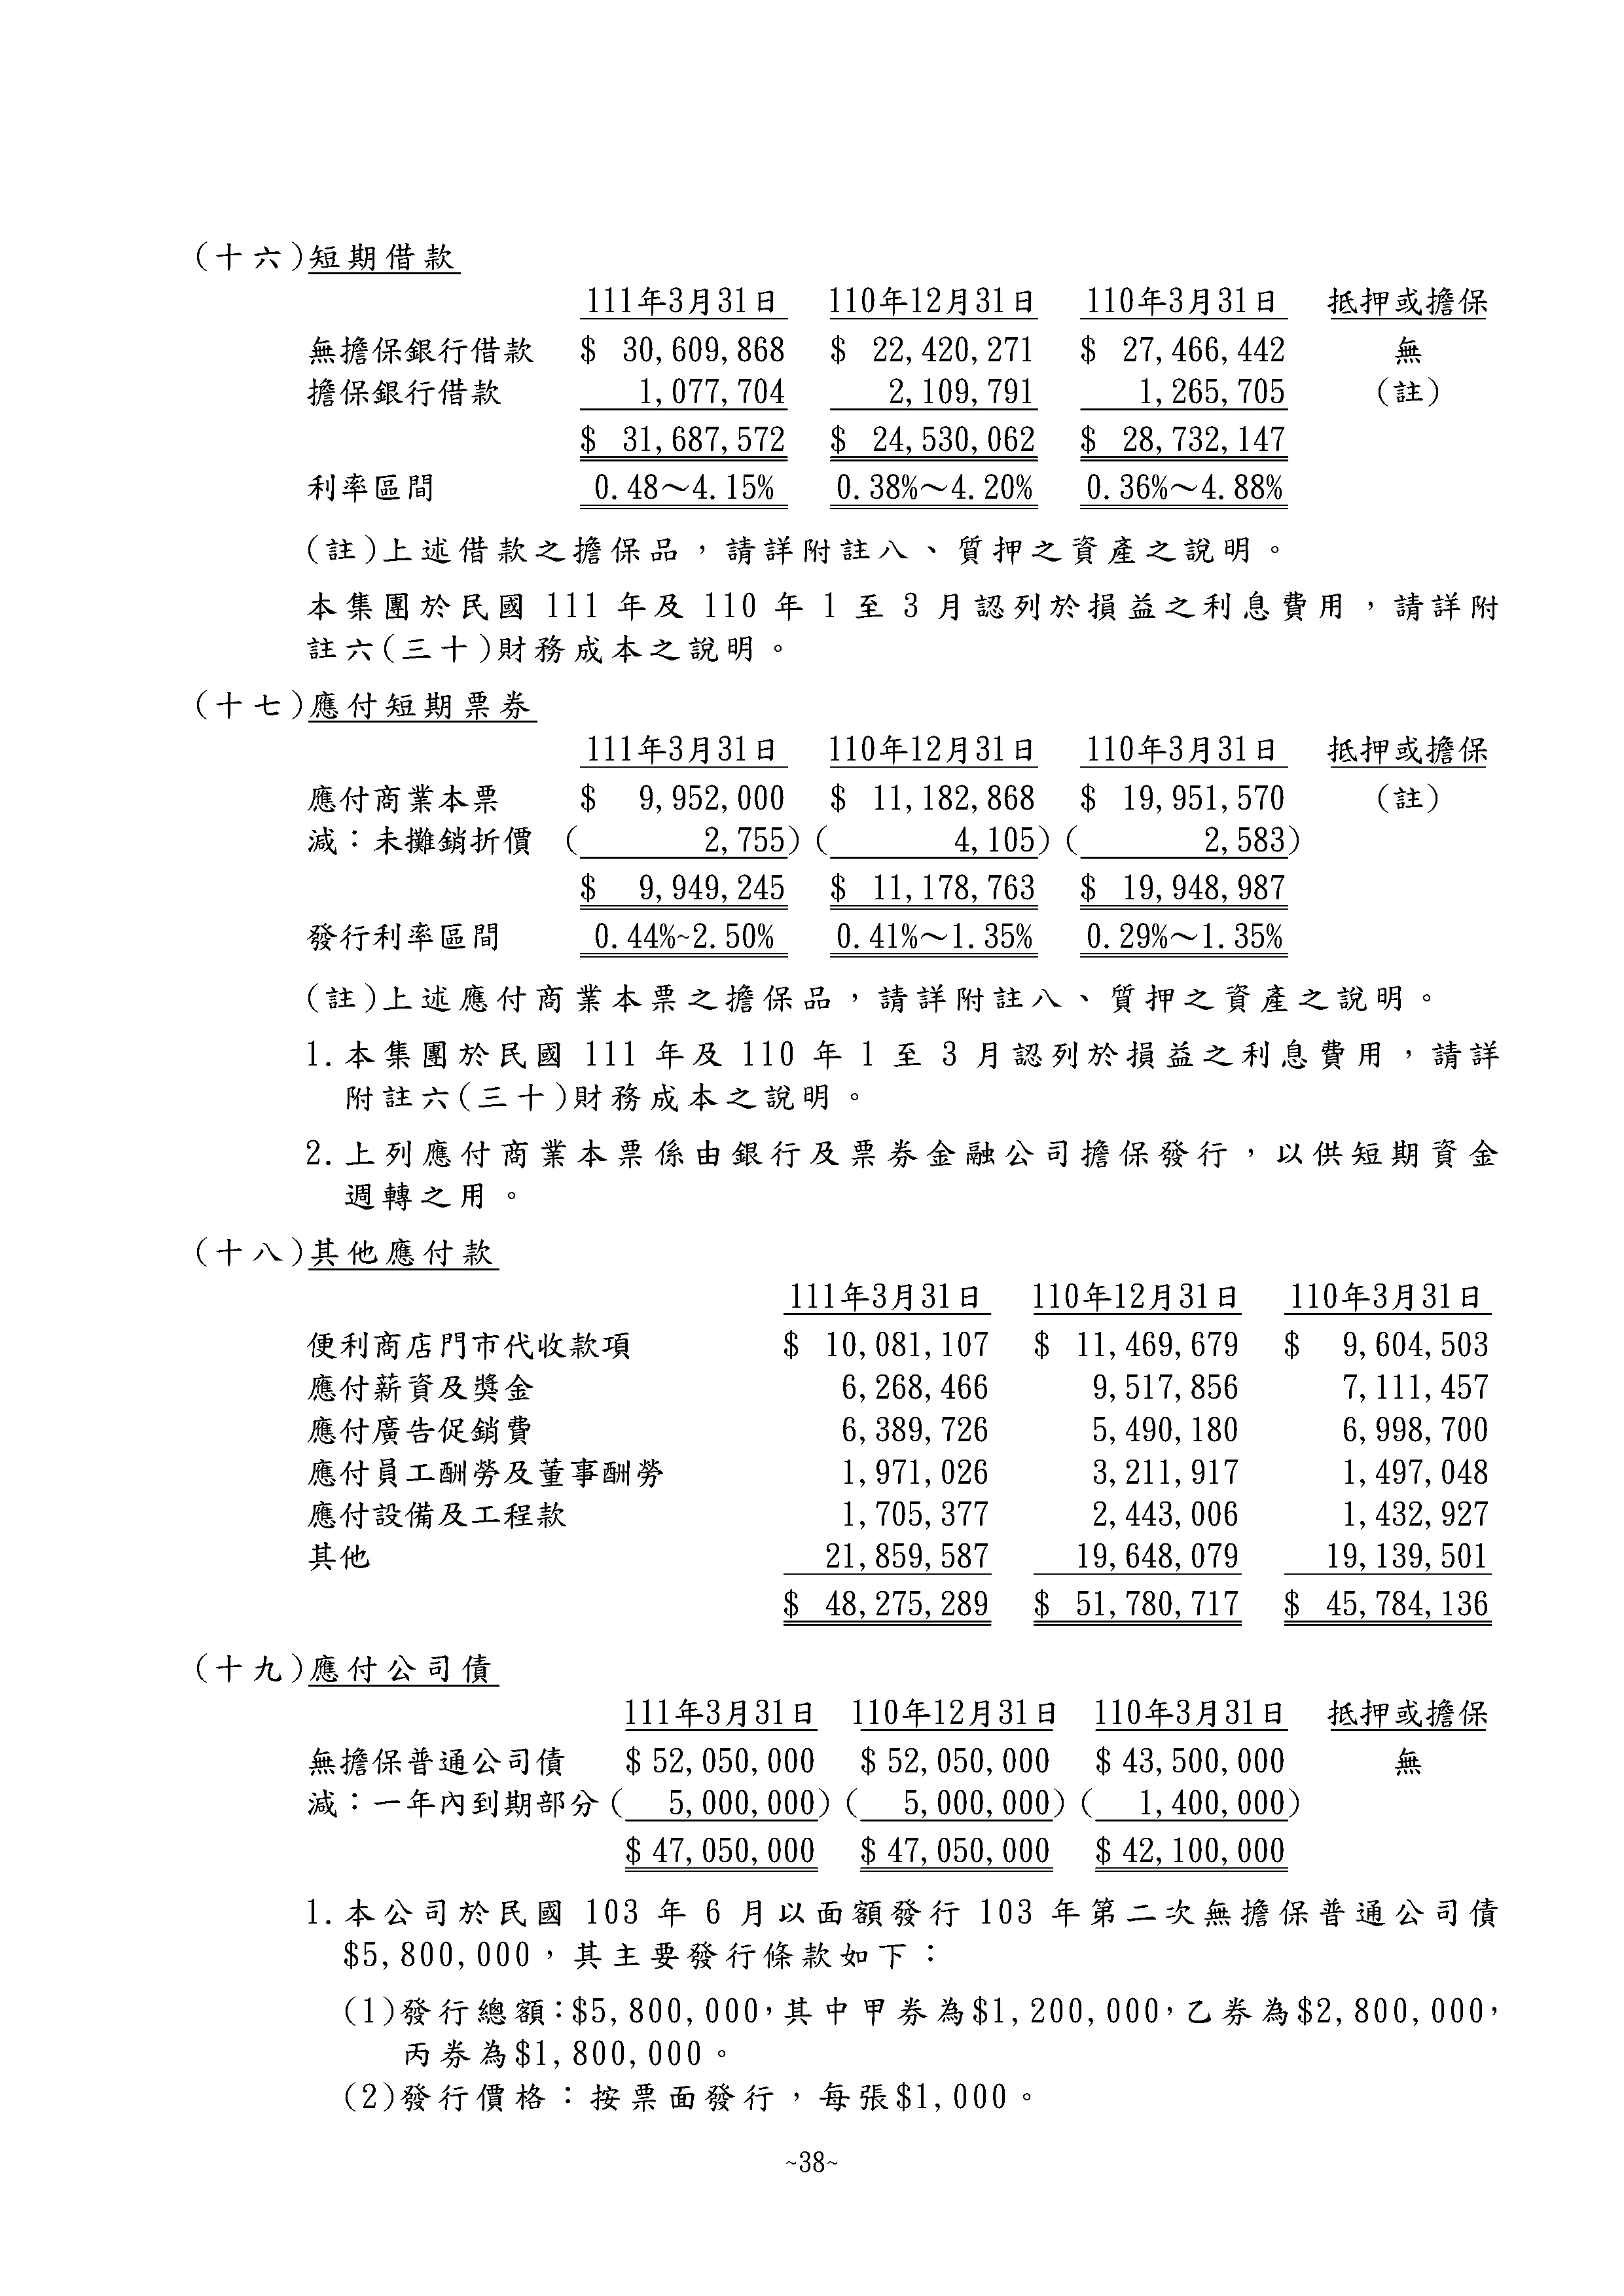 (十六)短期借款
111年3月31日 110年12月31日 110年3月31日 抵押或擔保
無擔保銀行借款 $ 30,609,868 $ 22,420,271 $ 27,466,442 無
擔保銀行借款 1,077,704 2,109,791 1,265,705 (註)
$ 31,687,572 $ 24,530,062 $ 28,732,147
利率區間 0.48～4.15% 0.38%～4.20% 0.36%～4.88%
(註)上述借款之擔保品，請詳附註八、質押之資產之說明。
本集團於民國 111 年及 110 年 1 至 3 月認列於損益之利息費用，請詳附
註六(三十)財務成本之說明。
(十七)應付短期票券
111年3月31日 110年12月31日 110年3月31日 抵押或擔保
應付商業本票 $ 9,952,000 $ 11,182,868 $ 19,951,570 (註)
減：未攤銷折價 ( 2,755) ( 4,105) ( 2,583)
$ 9,949,245 $ 11,178,763 $ 19,948,987
發行利率區間 0.44%~2.50% 0.41%～1.35% 0.29%～1.35%
(註)上述應付商業本票之擔保品，請詳附註八、質押之資產之說明。
1.本集團於民國 111 年及 110 年 1 至 3 月認列於損益之利息費用，請詳
附註六(三十)財務成本之說明。
2.上列應付商業本票係由銀行及票券金融公司擔保發行，以供短期資金
週轉之用。
(十八)其他應付款
111年3月31日 110年12月31日 110年3月31日
便利商店門市代收款項 $ 10,081,107 $ 11,469,679 $ 9,604,503
應付薪資及獎金 6,268,466 9,517,856 7,111,457
應付廣告促銷費 6,389,726 5,490,180 6,998,700
應付員工酬勞及董事酬勞 1,971,026 3,211,917 1,497,048
應付設備及工程款 1,705,377 2,443,006 1,432,927
其他 21,859,587 19,648,079 19,139,501
$ 48,275,289 $ 51,780,717 $ 45,784,136
(十九)應付公司債
111年3月31日 110年12月31日 110年3月31日 抵押或擔保
無擔保普通公司債 $ 52,050,000 $ 52,050,000 $ 43,500,000 無
減：一年內到期部分 ( 5,000,000) ( 5,000,000) ( 1,400,000)
$ 47,050,000 $ 47,050,000 $ 42,100,000
1.本公司於民國 103 年 6 月以面額發行 103 年第二次無擔保普通公司債
$5,800,000，其主要發行條款如下：
(1)發行總額：$5,800,000，其中甲券為$1,200,000，乙券為$2,800,000，
丙券為$1,800,000。
(2)發行價格：按票面發行，每張$1,000。
~38~